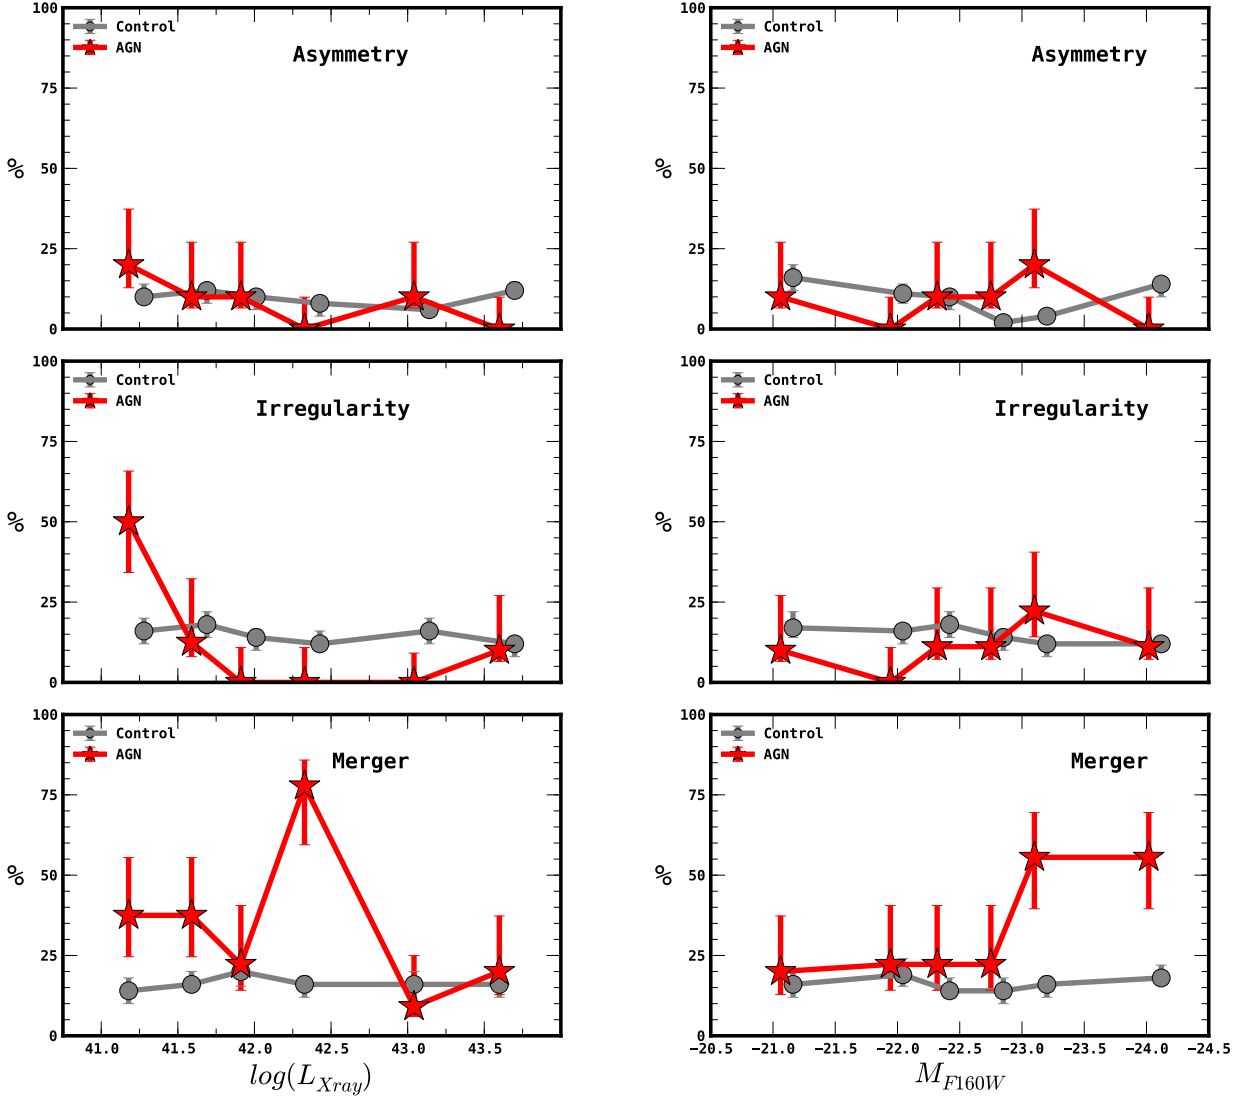 100
75
50
25
0
%
Control
AGN
Asymmetry
100
75
50
25
0
%
Control
AGN
Asymmetry
100
75
50
25
0
%
Control
AGN
Irregularity
100
75
50
25
0
%
Control
AGN
Irregularity
100
75
50
25
0
%
Control
AGN
Merger
41.0 41.5 42.0 42.5 43.0 43.5
log(L_{Xray})
100
75
50
25
0
%
Control
AGN
Merger
−20.5 −21.0 −21.5 −22.0 −22.5 −23.0 −23.5 −24.0 −24.5
M_{F160W}